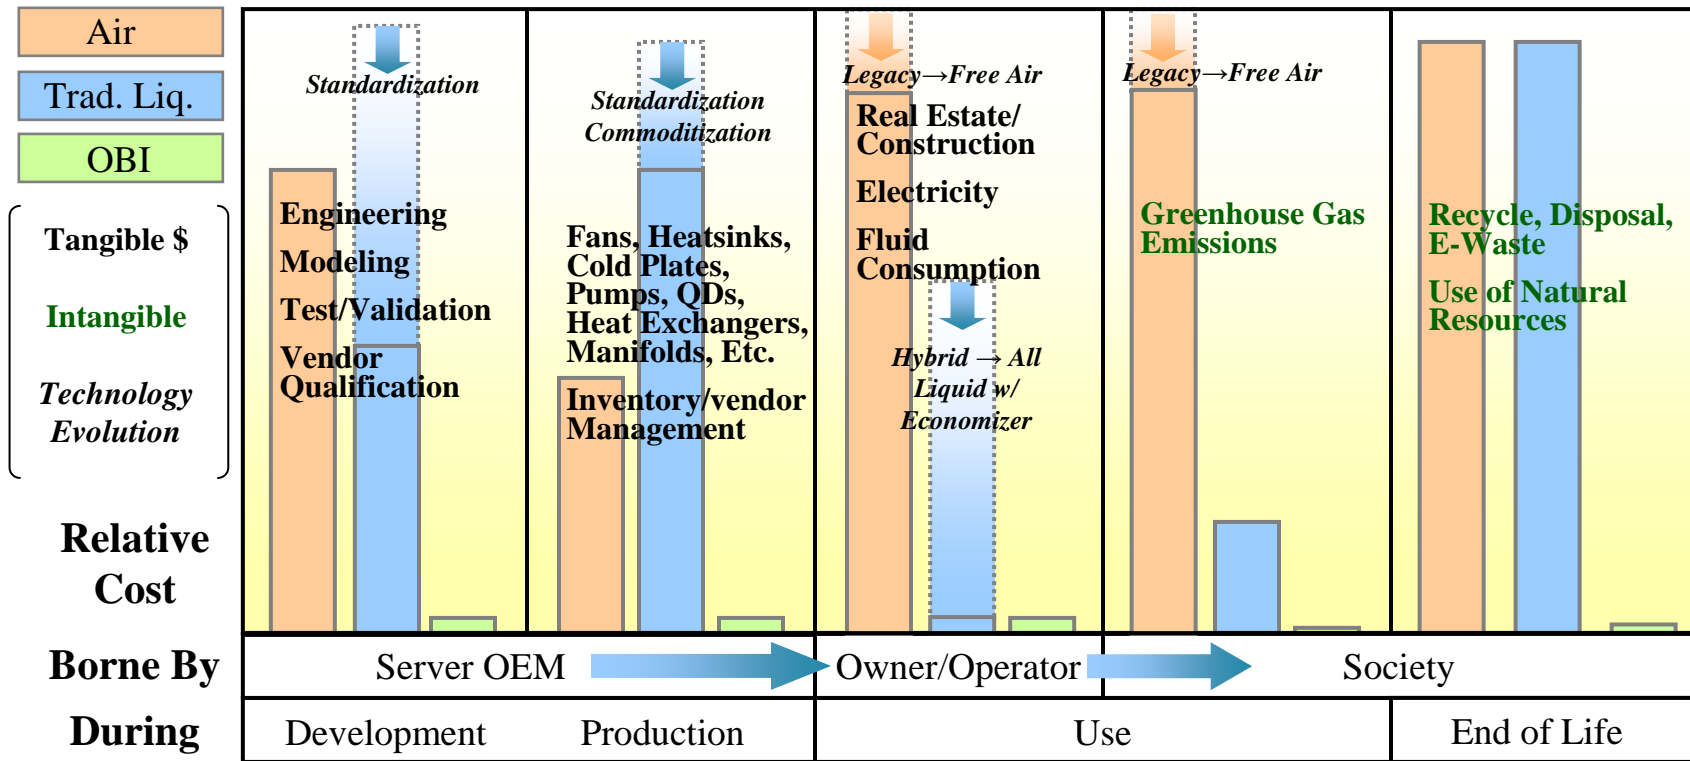 Air
Trad. Liq.
OBI
Tangible $
Intangible
Technology
Evolution
Relative
Cost
Borne By
During
Standardization
Engineering
Modeling
Test/Validation
Vendor
Qualification
Standardization
Commoditization
Fans, Heatsinks,
Cold Plates,
Pumps, QDs,
Heat Exchangers,
Manifolds, Etc.
Inventory/vendor
Management
Legacy→Free Air
Real Estate/
Construction
Electricity
Fluid
Consumption
Hybrid → All
Liquid w/
Economizer
Legacy→Free Air
Greenhouse Gas
Emissions
Recycle, Disposal,
E-Waste
Use of Natural
Resources
Server OEM
Owner/Operator
Society
Development
Production
Use
End of Life